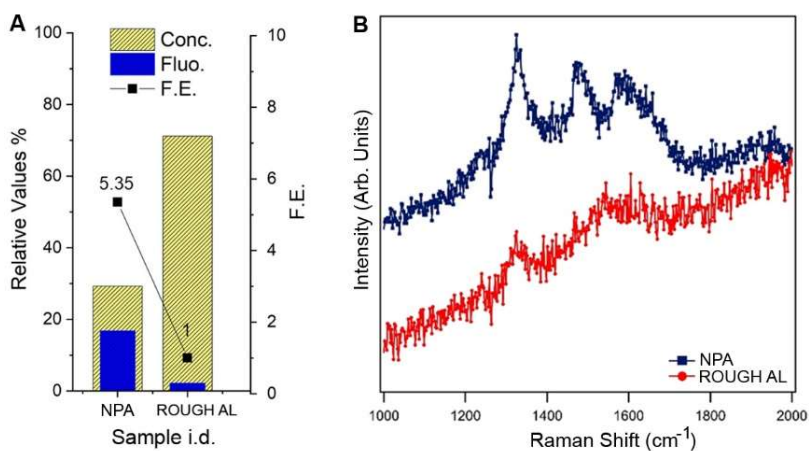 A
Conc.
Fluo.
F.E.
100
80
60
40
20
0
Relative Values %
10
8
6
4
2
0
F.E.
5.35
1
NPA
ROUGH AL
Sample i.d.
B
Intensity (Arb. Units)
NPA
ROUGH AL
1000
1200
1400
1600
1800
2000
Raman Shift (cm⁻¹)